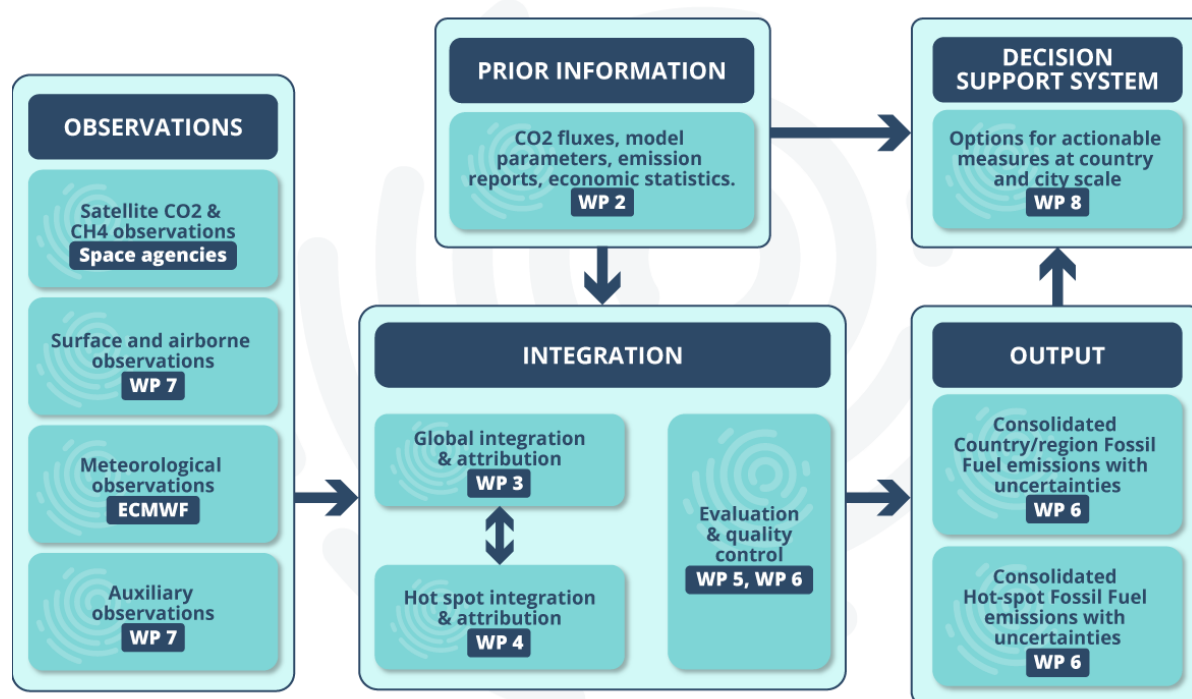 OBSERVATIONS
Satellite CO2 &
CH4 observations
Space agencies
Surface and airborne
observations
WP 7
Meteorological
observations
ECMWF
Auxiliary
observations
WP 7
PRIOR INFORMATION
CO2 fluxes, model
parameters, emission
reports, economic statistics.
WP 2
INTEGRATION
Global integration
& attribution
WP 3
Hot spot integration
& attribution
WP 4
Evaluation
& quality
control
WP 5, WP 6
DECISION
SUPPORT SYSTEM
Options for actionable
measures at country
and city scale
WP 8
OUTPUT
Consolidated
Country/region Fossil
Fuel emissions with
uncertainties
WP 6
Consolidated
Hot-spot Fossil Fuel
emissions with
uncertainties
WP 6